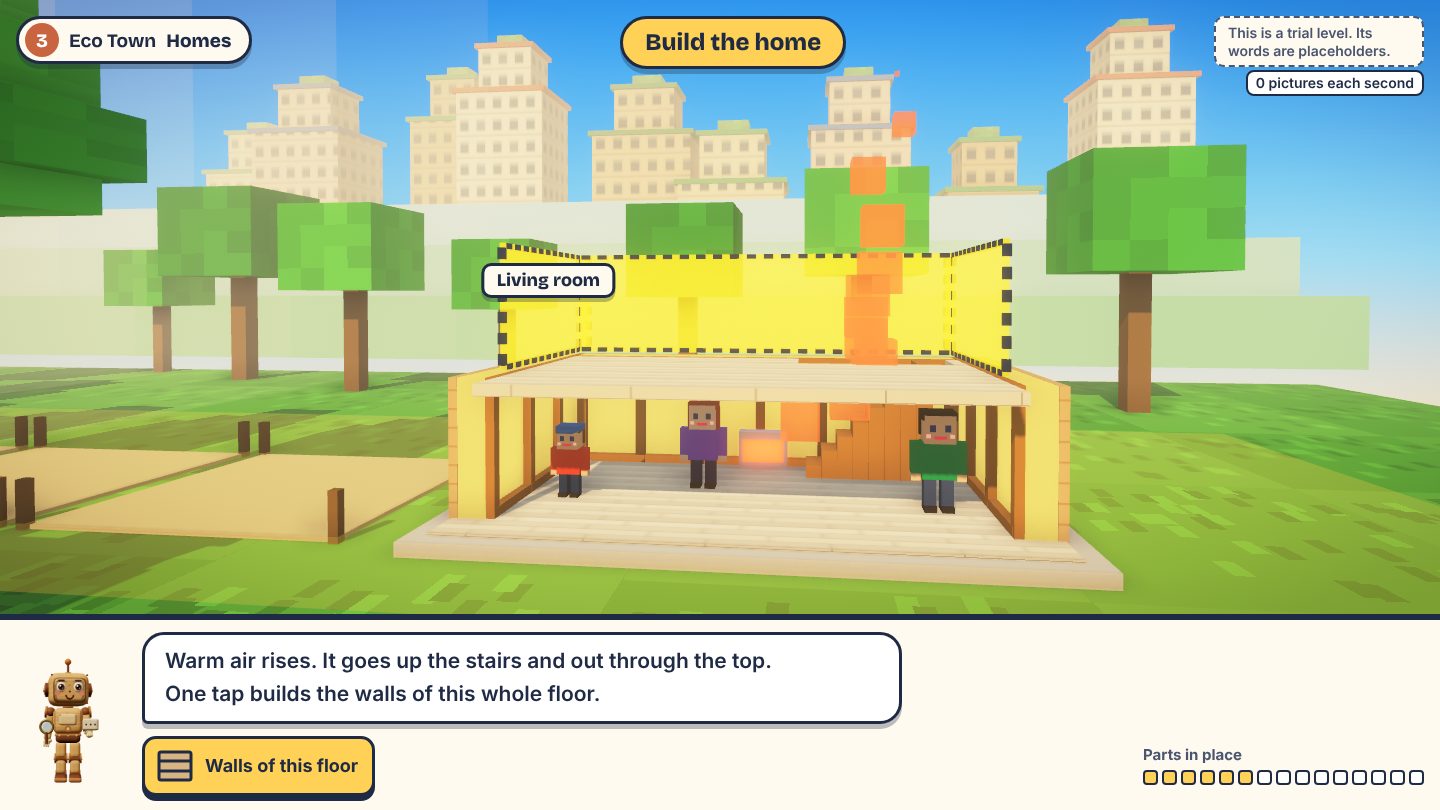 3 Eco Town Homes
Build the home
This is a trial level. Its
words are placeholders.
0 pictures each second
Living room
Warm air rises. It goes up the stairs and out through the top.
One tap builds the walls of this whole floor.
Walls of this floor
Parts in place